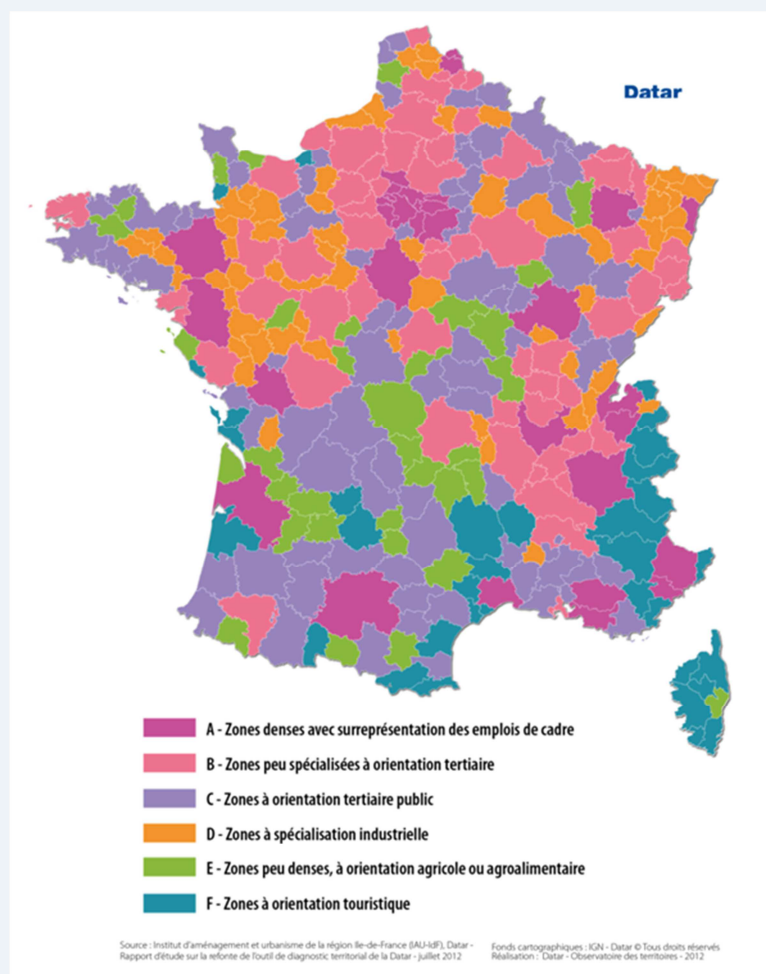 Datar
A - Zones denses avec surreprésentation des emplois de cadre
B - Zones peu spécialisées à orientation tertiaire
C - Zones à orientation tertiaire public
D - Zones à spécialisation industrielle
E - Zones peu denses, à orientation agricole ou agroalimentaire
F - Zones à orientation touristique
Source : Institut d'aménagement et urbanisme de la région Ile-de-France (IAU-IdF), Datar -
Rapport d'étude sur la refonte de l'outil de diagnostic territorial de la Datar - juillet 2012
Fonds cartographiques : IGN - Datar © Tous droits réservés
Réalisation : Datar - Observatoire des territoires - 2012